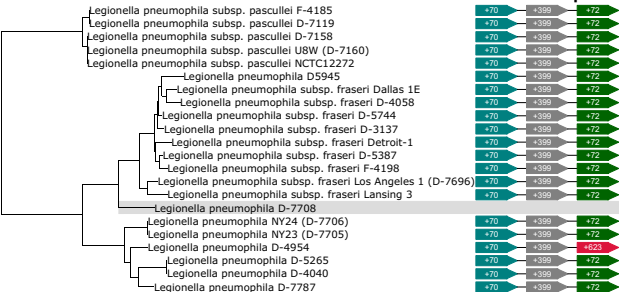 Legionella pneumophila subsp. pascullei F-4185 +70 +399 +72
Legionella pneumophila subsp. pascullei D-7119 +70 +399 +72
Legionella pneumophila subsp. pascullei D-7158 +70 +399 +72
Legionella pneumophila subsp. pascullei U8W (D-7160) +70 +399 +72
Legionella pneumophila subsp. pascullei NCTC12272 +70 +399 +72
Legionella pneumophila D5945 +70 +399 +72
Legionella pneumophila subsp. fraseri Dallas 1E +70 +399 +72
Legionella pneumophila subsp. fraseri D-4058 +70 +399 +72
Legionella pneumophila subsp. fraseri D-5744 +70 +399 +72
Legionella pneumophila subsp. fraseri D-3137 +70 +399 +72
Legionella pneumophila subsp. fraseri Detroit-1 +70 +399 +72
Legionella pneumophila subsp. fraseri D-5387 +70 +399 +72
Legionella pneumophila subsp. fraseri F-4198 +70 +399 +72
Legionella pneumophila subsp. fraseri Los Angeles 1 (D-7696) +70 +399 +72
Legionella pneumophila subsp. fraseri Lansing 3 +70 +399 +72
Legionella pneumophila D-7708
Legionella pneumophila NY24 (D-7706) +70 +399 +72
Legionella pneumophila NY23 (D-7705) +70 +399 +72
Legionella pneumophila D-4954 +70 +399 +623
Legionella pneumophila D-5265 +70 +399 +72
Legionella pneumophila D-4040 +70 +399 +72
Legionella pneumophila D-7787 +70 +399 +72